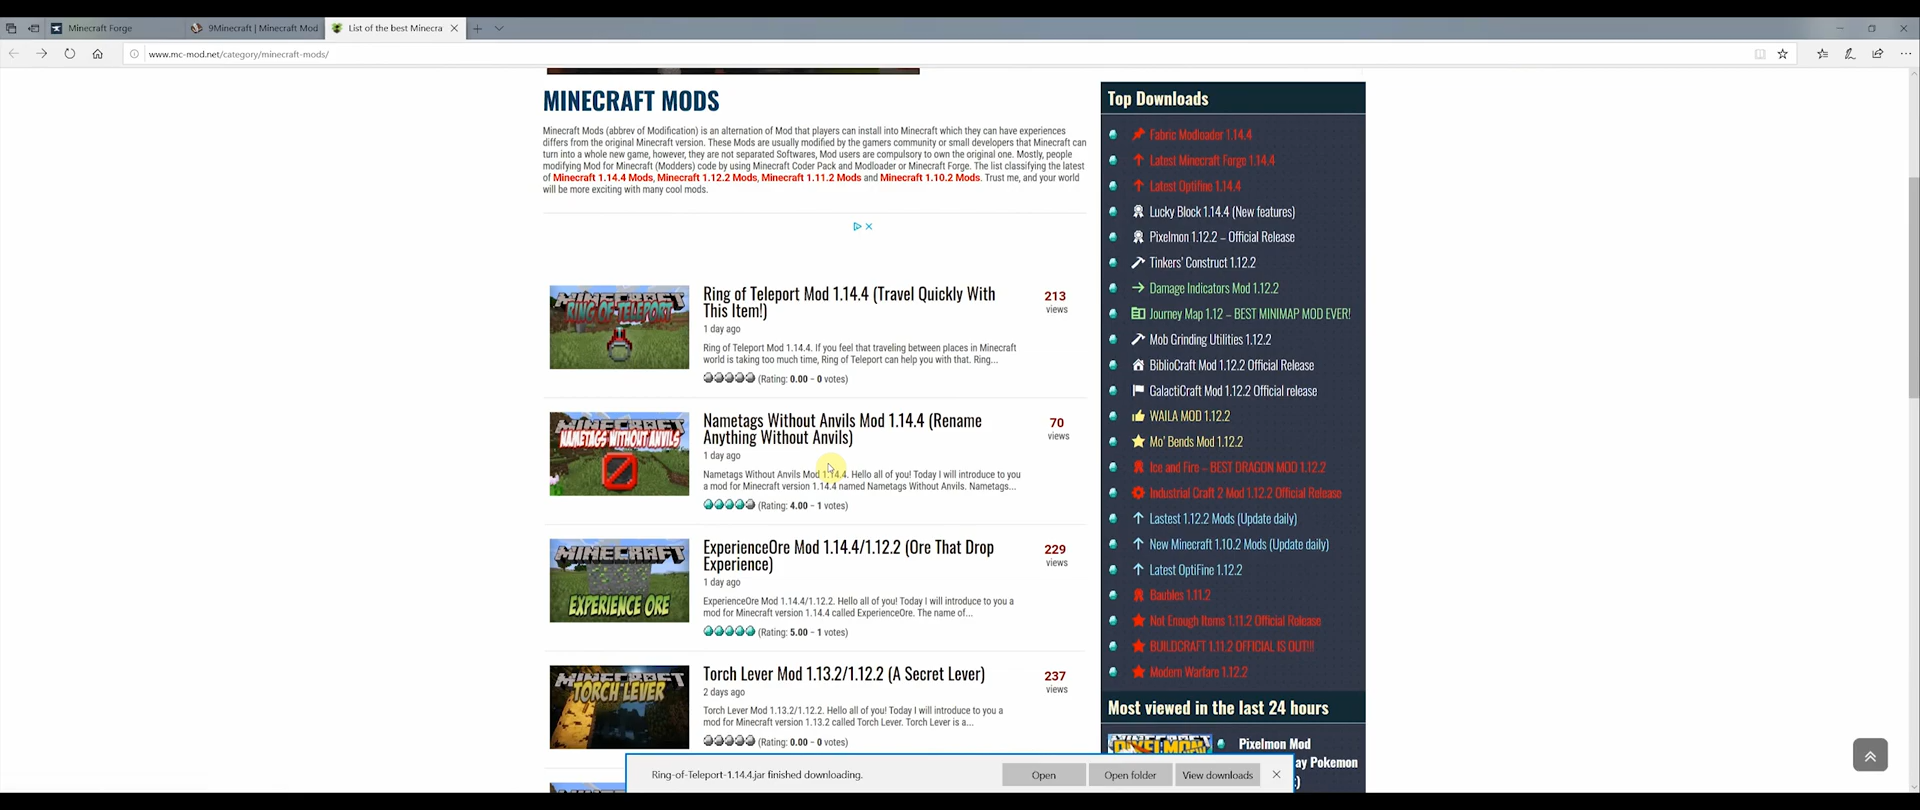 Minecraft Forge
9Minecraft | Minecraft Mod
List of the best Minecra
www.mc-mod.net/category/minecraft-mods/
MINECRAFT MODS
Minecraft Mods (abbrev of Modification) is an alternation of Mod that players can install into Minecraft which they can have experiences
differs from the original Minecraft version. These Mods are usually modified by the gamers community or small developers that Minecraft can
turn into a whole new game, however, they are not separated Softwares, Mod users are compulsory to own the original one. Mostly, people
modifying Mod for Minecraft (Modders) code by using Minecraft Coder Pack and Modloader or Minecraft Forge. The list classifying the latest
of Minecraft 1.14.4 Mods, Minecraft 1.12.2 Mods, Minecraft 1.11.2 Mods and Minecraft 1.10.2 Mods. Trust me, and your world
will be more exciting with many cool mods.
MINECRAFT
RING OF TELEPORT
Ring of Teleport Mod 1.14.4 (Travel Quickly With
This Item!)
213
views
1 day ago
Ring of Teleport Mod 1.14.4. If you feel that traveling between places in Minecraft
world is taking too much time, Ring of Teleport can help you with that. Ring...
(Rating: 0.00 - 0 votes)
MINECRAFT
NAMETAGS WITHOUT ANVILS
Nametags Without Anvils Mod 1.14.4 (Rename
Anything Without Anvils)
70
views
1 day ago
Nametags Without Anvils Mod 1.14.4. Hello all of you! Today I will introduce to you
a mod for Minecraft version 1.14.4 named Nametags Without Anvils. Nametags...
(Rating: 4.00 - 1 votes)
MINECRAFT
EXPERIENCE ORE
ExperienceOre Mod 1.14.4/1.12.2 (Ore That Drop
Experience)
229
views
1 day ago
ExperienceOre Mod 1.14.4/1.12.2. Hello all of you! Today I will introduce to you a
mod for Minecraft version 1.14.4 called ExperienceOre. The name of...
(Rating: 5.00 - 1 votes)
MINECRAFT
TORCH LEVER
Torch Lever Mod 1.13.2/1.12.2 (A Secret Lever)
237
views
2 days ago
Torch Lever Mod 1.13.2/1.12.2. Hello all of you! Today I will introduce to you a
mod for Minecraft version 1.13.2 called Torch Lever. Torch Lever is a...
(Rating: 0.00 - 0 votes)
Top Downloads
Fabric Modloader 1.14.4
Latest Minecraft Forge 1.14.4
Latest Optifine 1.14.4
Lucky Block 1.14.4 (New features)
Pixelmon 1.12.2 – Official Release
Tinkers' Construct 1.12.2
Damage Indicators Mod 1.12.2
Journey Map 1.12 – BEST MINIMAP MOD EVER!
Mob Grinding Utilities 1.12.2
BiblioCraft Mod 1.12.2 Official Release
GalactiCraft Mod 1.12.2 Official release
WAILA MOD 1.12.2
Mo' Bends Mod 1.12.2
Ice and Fire – BEST DRAGON MOD 1.12.2
Industrial Craft 2 Mod 1.12.2 Official Release
Lastest 1.12.2 Mods (Update daily)
New Minecraft 1.10.2 Mods (Update daily)
Latest OptiFine 1.12.2
Baubles 1.11.2
Not Enough Items 1.11.2 Official Release
BUILDCRAFT 1.11.2 OFFICIAL IS OUT!!!
Modern Warfare 1.12.2
Most viewed in the last 24 hours
MINECRAFT
PIXELMON
Pixelmon Mod
ay Pokemon
Ring-of-Teleport-1.14.4.jar finished downloading.
Open
Open folder
View downloads